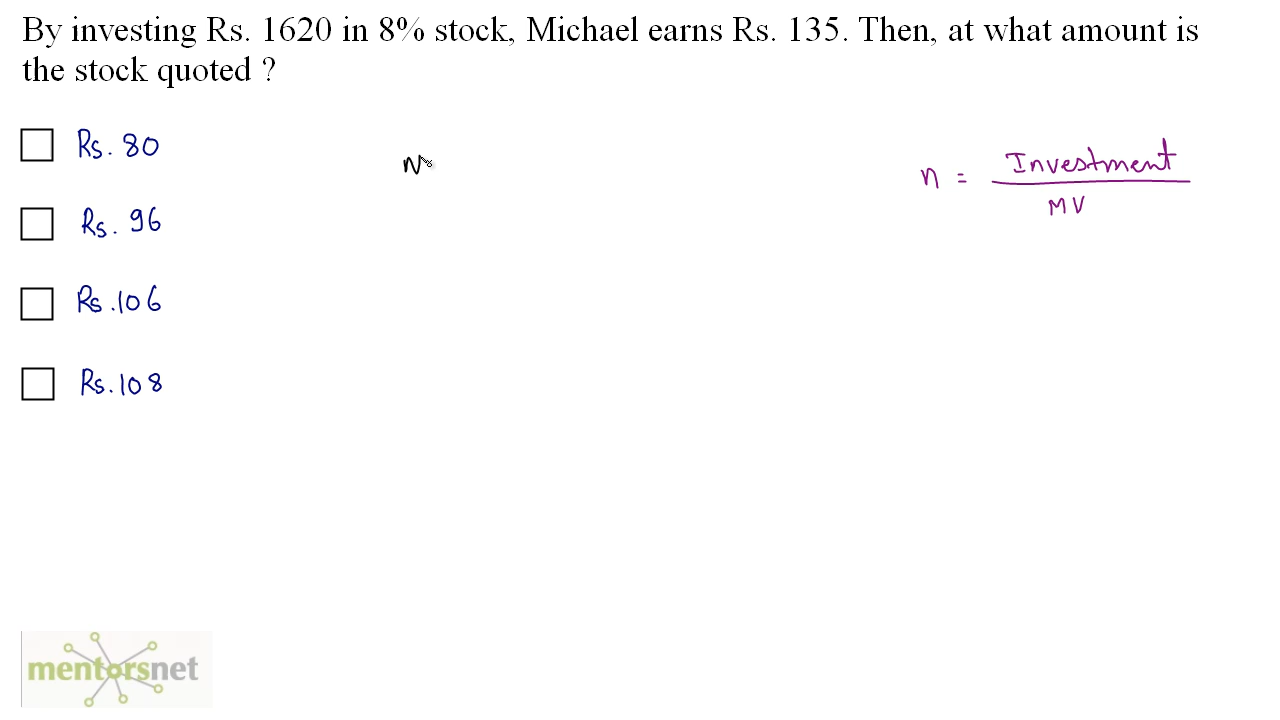 By investing Rs. 1620 in 8% stock, Michael earns Rs. 135. Then, at what amount is
the stock quoted ?
Rs. 80
n = Investment / MV
Rs. 96
Rs. 106
Rs. 108
mentorsnet